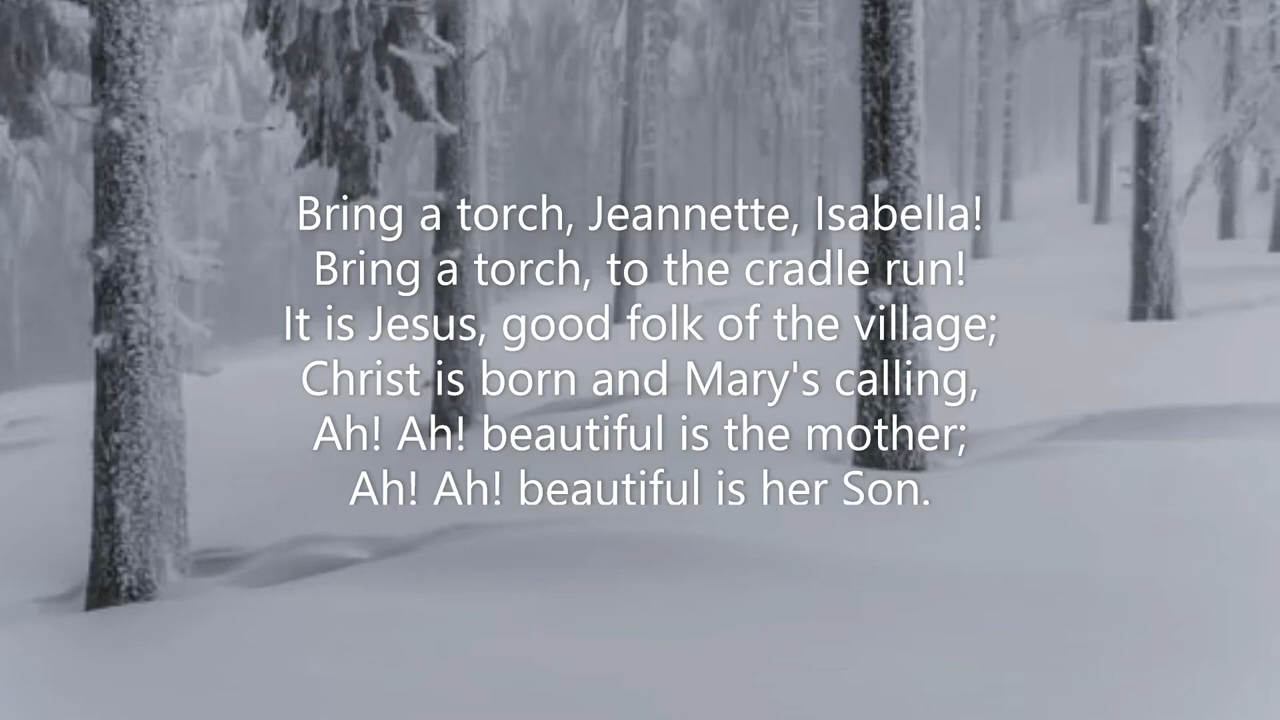 Bring a torch, Jeannette, Isabella!
Bring a torch, to the cradle run!
It is Jesus, good folk of the village;
Christ is born and Mary's calling,
Ah! Ah! beautiful is the mother;
Ah! Ah! beautiful is her Son.